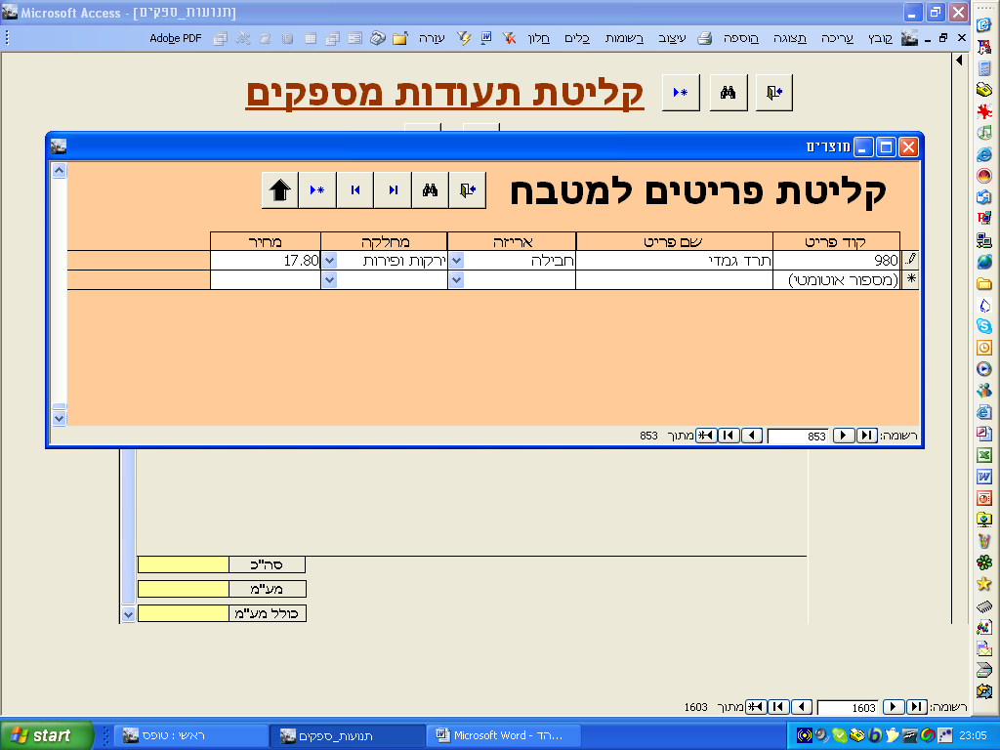 Microsoft Access - [תנועות_ספקים]
קובץ עריכה תצוגה הוספה עיצוב רשומות כלים חלון עזרה Adobe PDF
קליטת תעודות מספקים
מוצרים
קליטת פריטים למטבח
קוד פריט שם פריט אריזה מחלקה מחיר
980 תרד גמדי חבילה ירקות ופירות 17.80
(מספור אוטומטי)
רשומה: 853 מתוך 853
סה"כ
מע"מ
כולל מע"מ
רשומה: 1603 מתוך 1603
start ראשי : טופס תנועות_ספקים Microsoft Word - הד... 23:05